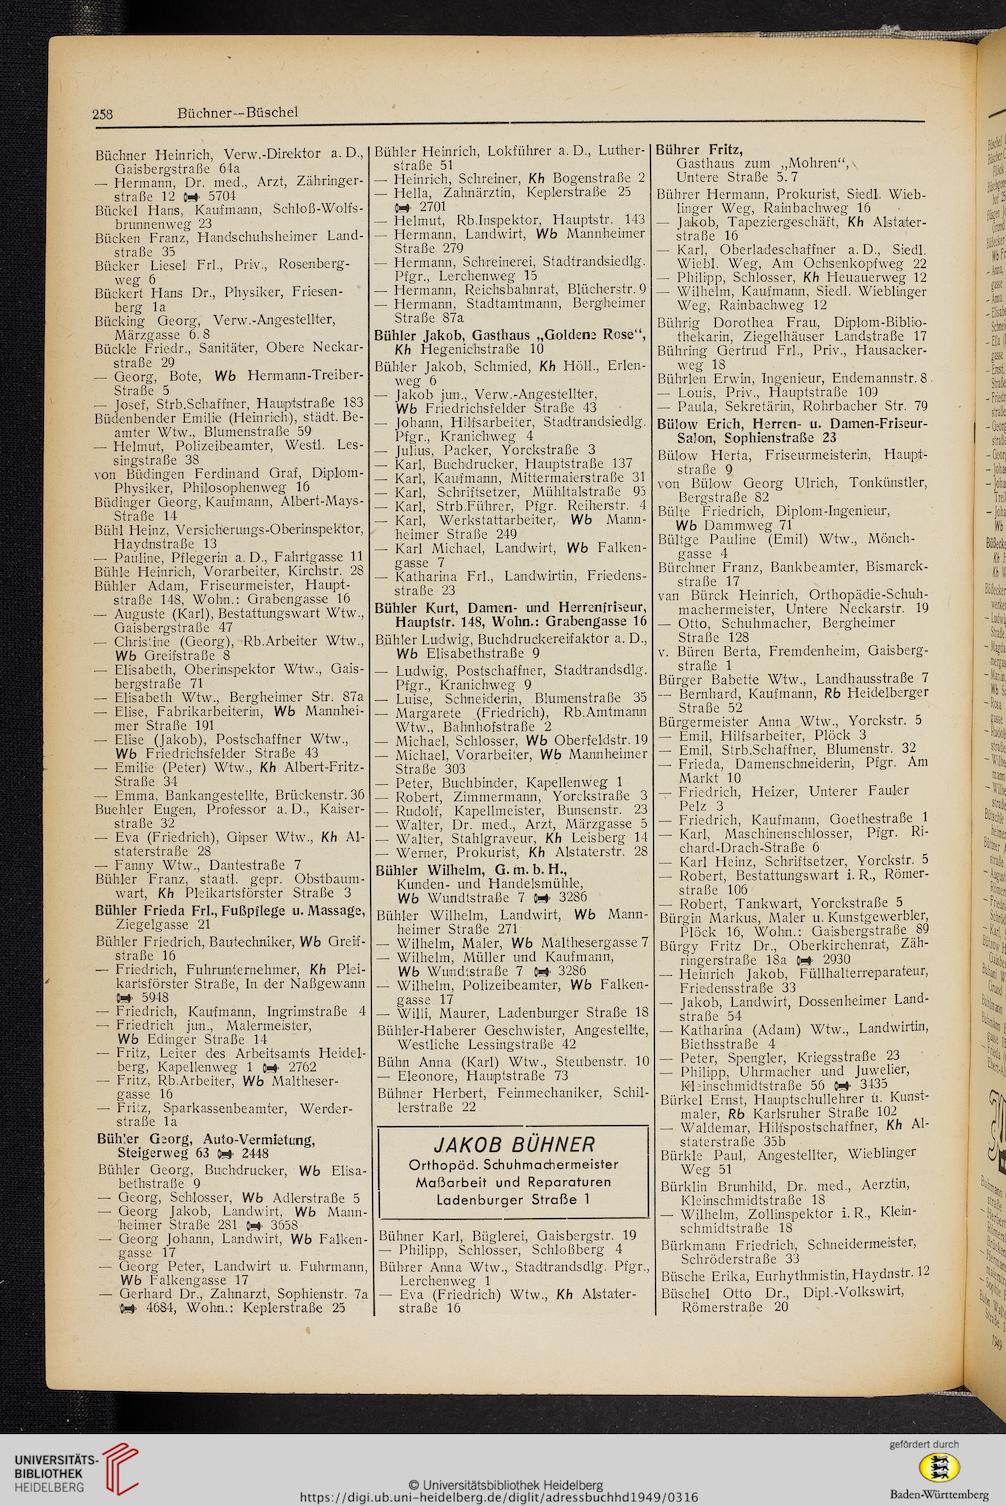 258 Büchner—Büschel
Büchner Heinrich, Verw.-Direktor a. D.,
Gaisbergstraße 64a
— Hermann, Dr. med., Arzt, Zähringer-
straße 12 5704
Bückel Hans, Kaufmann, Schloß-Wolfs-
brunnenweg 23
Bücken Franz, Handschuhsheimer Land-
straße 35
Bücker Liesel Frl., Priv., Rosenberg-
weg 6
Bückert Hans Dr., Physiker, Friesen-
berg 1a
Bücking Georg, Verw.-Angestellter,
Märzgasse 6. 8
Bückle Friedr., Sanitäter, Obere Neckar-
straße 29
— Georg, Bote, Wb Hermann-Treiber-
Straße 5
— Josef, Strb.Schaffner, Hauptstraße 183
Büdenbender Emilie (Heinrich), städt. Be-
amter Wtw., Blumenstraße 59
— Helmut, Polizeibeamter, Westl. Les-
singstraße 38
von Büdingen Ferdinand Graf, Diplom-
Physiker, Philosophenweg 16
Büdinger Georg, Kaufmann, Albert-Mays-
Straße 14
Bühl Heinz, Versicherungs-Oberinspektor,
Haydnstraße 13
— Pauline, Pflegerin a. D., Fahrtgasse 11
Bühle Heinrich, Vorarbeiter, Kirchstr. 28
Bühler Adam, Friseurmeister, Haupt-
straße 148, Wohn.: Grabengasse 16
— Auguste (Karl), Bestattungswart Wtw.,
Gaisbergstraße 47
— Christine (Georg), Rb.Arbeiter Wtw.,
Wb Greifstraße 8
— Elisabeth, Oberinspektor Wtw., Gais-
bergstraße 71
— Elisabeth Wtw., Bergheimer Str. 87a
— Elise, Fabrikarbeiterin, Wb Mannhei-
mer Straße 191
— Elise (Jakob), Postschaffner Wtw.,
Wb Friedrichsfelder Straße 43
— Emilie (Peter) Wtw., Kh Albert-Fritz-
Straße 34
— Emma, Bankangestellte, Brückenstr. 36
Buehler Eugen, Professor a. D., Kaiser-
straße 32
— Eva (Friedrich), Gipser Wtw., Kh Al-
staterstraße 28
— Fanny Wtw., Dantestraße 7
Bühler Franz, staatl. gepr. Obstbaum-
wart, Kh Pleikartsförster Straße 3
Bühler Frieda Frl., Fußpflege u. Massage,
Ziegelgasse 21
Bühler Friedrich, Bautechniker, Wb Greif-
straße 16
— Friedrich, Fuhrunternehmer, Kh Plei-
kartsförster Straße, In der Naßgewann
5948
— Friedrich, Kaufmann, Ingrimstraße 4
— Friedrich jun., Malermeister,
Wb Edinger Straße 14
— Fritz, Leiter des Arbeitsamts Heidel-
berg, Kapellenweg 1 2762
— Fritz, Rb.Arbeiter, Wb Maltheser-
gasse 16
— Fritz, Sparkassenbeamter, Werder-
straße 1a
Bühler Georg, Auto-Vermietung,
Steigerweg 63 2448
Bühler Georg, Buchdrucker, Wb Elisa-
bethstraße 9
— Georg, Schlosser, Wb Adlerstraße 5
— Georg Jakob, Landwirt, Wb Mann-
heimer Straße 281 3658
— Georg Johann, Landwirt, Wb Falken-
gasse 17
— Georg Peter, Landwirt u. Fuhrmann,
Wb Falkengasse 17
— Gerhard Dr., Zahnarzt, Sophienstr. 7a
4684, Wohn.: Keplerstraße 25
Bühler Heinrich, Lokführer a. D., Luther-
straße 51
— Heinrich, Schreiner, Kh Bogenstraße 2
— Hella, Zahnärztin, Keplerstraße 25
2701
— Helmut, Rb.Inspektor, Hauptstr. 143
— Hermann, Landwirt, Wb Mannheimer
Straße 279
— Hermann, Schreinerei, Stadtrandsiedlg.
Pfgr., Lerchenweg 15
— Hermann, Reichsbahnrat, Blücherstr. 9
— Hermann, Stadtamtmann, Bergheimer
Straße 87a
Bühler Jakob, Gasthaus „Goldene Rose“,
Kh Hegenichstraße 10
Bühler Jakob, Schmied, Kh Höll., Erlen-
weg 6
— Jakob jun., Verw.-Angestellter,
Wb Friedrichsfelder Straße 43
— Johann, Hilfsarbeiter, Stadtrandsiedlg.
Pfgr., Kranichweg 4
— Julius, Packer, Yorckstraße 3
— Karl, Buchdrucker, Hauptstraße 137
— Karl, Kaufmann, Mittermaierstraße 31
— Karl, Schriftsetzer, Mühltalstraße 95
— Karl, Strb.Führer, Pfgr. Reiherstr. 4
— Karl, Werkstattarbeiter, Wb Mann-
heimer Straße 249
— Karl Michael, Landwirt, Wb Falken-
gasse 7
— Katharina Frl., Landwirtin, Friedens-
straße 23
Bühler Kurt, Damen- und Herrenfriseur,
Hauptstr. 148, Wohn.: Grabengasse 16
Bühler Ludwig, Buchdruckereifaktor a. D.,
Wb Elisabethstraße 9
— Ludwig, Postschaffner, Stadtrandsdlg.
Pfgr., Kranichweg 9
— Luise, Schneiderin, Blumenstraße 35
— Margarete (Friedrich), Rb.Amtmann
Wtw., Bahnhofstraße 2
— Michael, Schlosser, Wb Oberfeldstr. 19
— Michael, Vorarbeiter, Wb Mannheimer
Straße 303
— Peter, Buchbinder, Kapellenweg 1
— Robert, Zimmermann, Yorckstraße 3
— Rudolf, Kapellmeister, Bunsenstr. 23
— Walter, Dr. med., Arzt, Märzgasse 5
— Walter, Stahlgraveur, Kh Leisberg 14
— Werner, Prokurist, Kh Alstaterstr. 28
Bühler Wilhelm, G. m. b. H.,
Kunden- und Handelsmühle,
Wb Wundtstraße 7 3286
Bühler Wilhelm, Landwirt, Wb Mann-
heimer Straße 271
— Wilhelm, Maler, Wb Malthesergasse 7
— Wilhelm, Müller und Kaufmann,
Wb Wundtstraße 7 3286
— Wilhelm, Polizeibeamter, Wb Falken-
gasse 17
— Willi, Maurer, Ladenburger Straße 18
Bühler-Haberer Geschwister, Angestellte,
Westliche Lessingstraße 42
Bühn Anna (Karl) Wtw., Steubenstr. 10
— Eleonore, Hauptstraße 73
Bühner Herbert, Feinmechaniker, Schil-
lerstraße 22
JAKOB BÜHNER
Orthopäd. Schuhmachermeister
Maßarbeit und Reparaturen
Ladenburger Straße 1
Bühner Karl, Büglerei, Gaisbergstr. 19
— Philipp, Schlosser, Schloßberg 4
Bührer Anna Wtw., Stadtrandsdlg. Pfgr.,
Lerchenweg 1
— Eva (Friedrich) Wtw., Kh Alstater-
straße 16
Bührer Fritz,
Gasthaus zum „Mohren“,
Untere Straße 5. 7
Bührer Hermann, Prokurist, Siedl. Wieb-
linger Weg, Rainbachweg 16
— Jakob, Tapeziergeschäft, Kh Alstater-
straße 16
— Karl, Oberladeschaffner a. D., Siedl.
Wiebl. Weg, Am Ochsenkopfweg 22
— Philipp, Schlosser, Kh Heuauerweg 12
— Wilhelm, Kaufmann, Siedl. Wieblinger
Weg, Rainbachweg 12
Bührig Dorothea Frau, Diplom-Biblio-
thekarin, Ziegelhäuser Landstraße 17
Bühring Gertrud Frl., Priv., Hausacker-
weg 18
Bührlen Erwin, Ingenieur, Endemannstr. 8
— Louis, Priv., Hauptstraße 109
— Paula, Sekretärin, Rohrbacher Str. 79
Bülow Erich, Herren- u. Damen-Friseur-
Salon, Sophienstraße 23
Bülow Herta, Friseurmeisterin, Haupt-
straße 9
von Bülow Georg Ulrich, Tonkünstler,
Bergstraße 82
Bülte Friedrich, Diplom-Ingenieur,
Wb Dammweg 71
Bültge Pauline (Emil) Wtw., Mönch-
gasse 4
Bürchner Franz, Bankbeamter, Bismarck-
straße 17
van Bürck Heinrich, Orthopädie-Schuh-
machermeister, Untere Neckarstr. 19
— Otto, Schuhmacher, Bergheimer
Straße 128
v. Büren Berta, Fremdenheim, Gaisberg-
straße 1
Bürger Babette Wtw., Landhausstraße 7
— Bernhard, Kaufmann, Rb Heidelberger
Straße 52
Bürgermeister Anna Wtw., Yorckstr. 5
— Emil, Hilfsarbeiter, Plöck 3
— Emil, Strb.Schaffner, Blumenstr. 32
— Frieda, Damenschneiderin, Pfgr. Am
Markt 10
— Friedrich, Heizer, Unterer Fauler
Pelz 3
— Friedrich, Kaufmann, Goethestraße 1
— Karl, Maschinenschlosser, Pfgr. Ri-
chard-Drach-Straße 6
— Karl Heinz, Schriftsetzer, Yorckstr. 5
— Robert, Bestattungswart i. R., Römer-
straße 106
— Robert, Tankwart, Yorckstraße 5
Bürgin Markus, Maler u. Kunstgewerbler,
Plöck 16, Wohn.: Gaisbergstraße 89
Bürgy Fritz Dr., Oberkirchenrat, Zäh-
ringerstraße 18a 2930
— Heinrich Jakob, Füllhalterreparateur,
Friedensstraße 33
— Jakob, Landwirt, Dossenheimer Land-
straße 54
— Katharina (Adam) Wtw., Landwirtin,
Biethsstraße 4
— Peter, Spengler, Kriegsstraße 23
— Philipp, Uhrmacher und Juwelier,
Kleinschmidtstraße 56 3435
Bürkel Ernst, Hauptschullehrer u. Kunst-
maler, Rb Karlsruher Straße 102
— Waldemar, Hilfspostschaffner, Kh Al-
staterstraße 35b
Bürkle Paul, Angestellter, Wieblinger
Weg 51
Bürklin Brunhild, Dr. med., Aerztin,
Kleinschmidtstraße 18
— Wilhelm, Zollinspektor i. R., Klein-
schmidtstraße 18
Bürkmann Friedrich, Schneidermeister,
Schröderstraße 33
Büsche Erika, Eurhythmistin, Haydnstr. 12
Büschel Otto Dr., Dipl.-Volkswirt,
Römerstraße 20
UNIVERSITÄTS-
BIBLIOTHEK
HEIDELBERG
© Universitätsbibliothek Heidelberg
https://digi.ub.uni-heidelberg.de/diglit/adressbuchhd1949/0316
gefördert durch
Baden-Württemberg